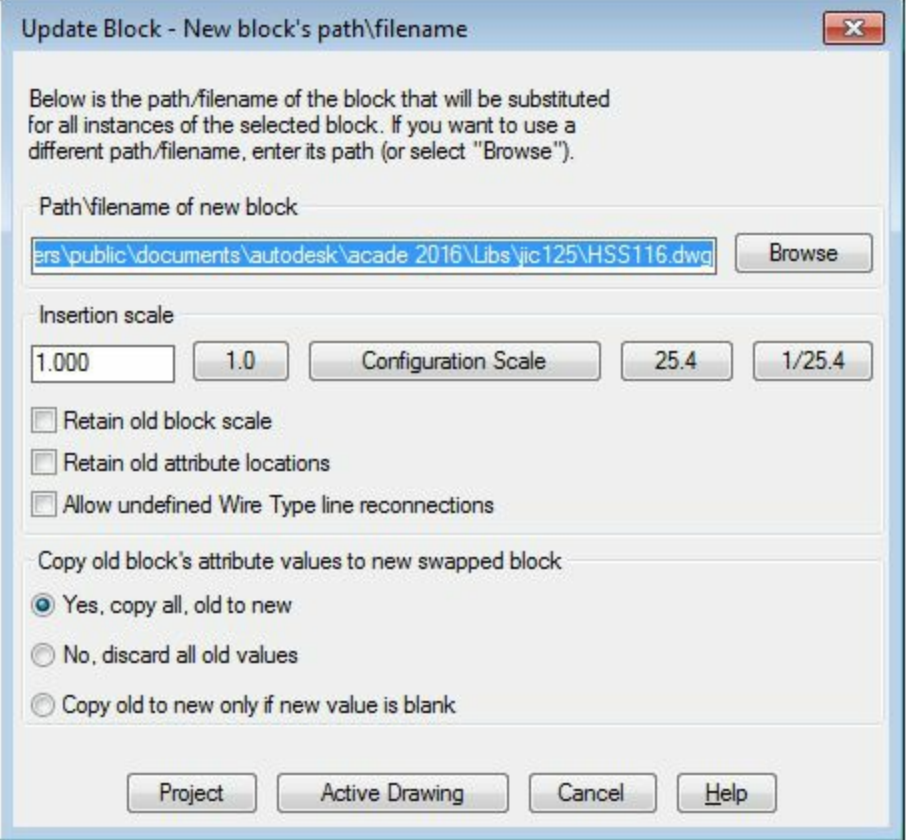 Update Block - New block's path\filename
Below is the path/filename of the block that will be substituted
for all instances of the selected block. If you want to use a
different path/filename, enter its path (or select "Browse").
Path\filename of new block
ers\public\documents\autodesk\acade 2016\Libs\jic125\HSS116.dwg
Browse
Insertion scale
1.000
1.0
Configuration Scale
25.4
1/25.4
Retain old block scale
Retain old attribute locations
Allow undefined Wire Type line reconnections
Copy old block's attribute values to new swapped block
Yes, copy all, old to new
No, discard all old values
Copy old to new only if new value is blank
Project
Active Drawing
Cancel
Help